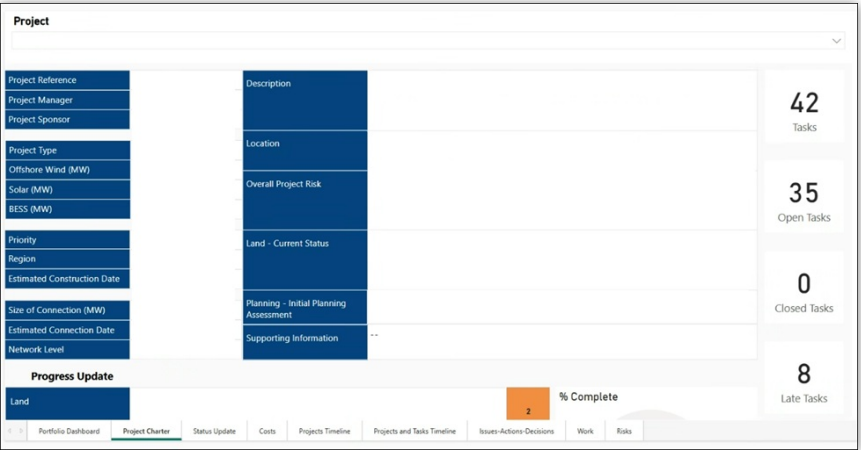 Project
Project Reference
Project Manager
Project Sponsor
Project Type
Offshore Wind (MW)
Solar (MW)
BESS (MW)
Priority
Region
Estimated Construction Date
Size of Connection (MW)
Estimated Connection Date
Network Level
Description
Location
Overall Project Risk
Land - Current Status
Planning - Initial Planning
Assessment
Supporting Information
--
42
Tasks
35
Open Tasks
0
Closed Tasks
8
Late Tasks
Progress Update
Land
2
% Complete
Portfolio Dashboard
Project Charter
Status Update
Costs
Projects Timeline
Projects and Tasks Timeline
Issues-Actions-Decisions
Work
Risks